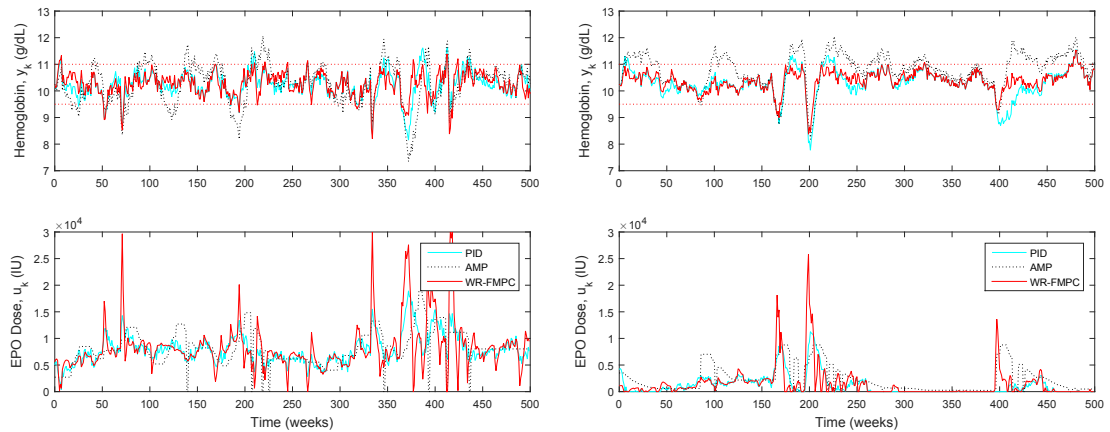 Hemoglobin, y_k (g/dL)
13
12
11
10
9
8
7
0 50 100 150 200 250 300 350 400 450 500
Hemoglobin, y_k (g/dL)
13
12
11
10
9
8
7
0 50 100 150 200 250 300 350 400 450 500
EPO Dose, u_k (IU)
×10^4
3
2.5
2
1.5
1
0.5
0
0 50 100 150 200 250 300 350 400 450 500
Time (weeks)
PID
AMP
WR-FMPC
EPO Dose, u_k (IU)
×10^4
3
2.5
2
1.5
1
0.5
0
0 50 100 150 200 250 300 350 400 450 500
Time (weeks)
PID
AMP
WR-FMPC